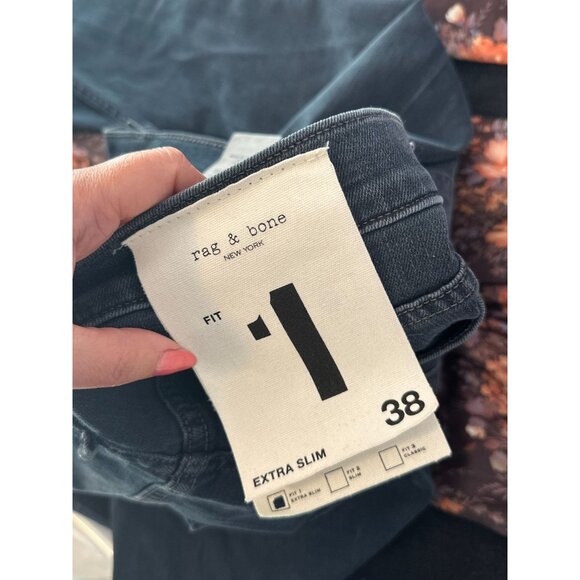 rag & bone
NEW YORK
FIT
1
38
EXTRA SLIM
FIT 1
EXTRA SLIM
FIT 2
SLIM
FIT 3
CLASSIC